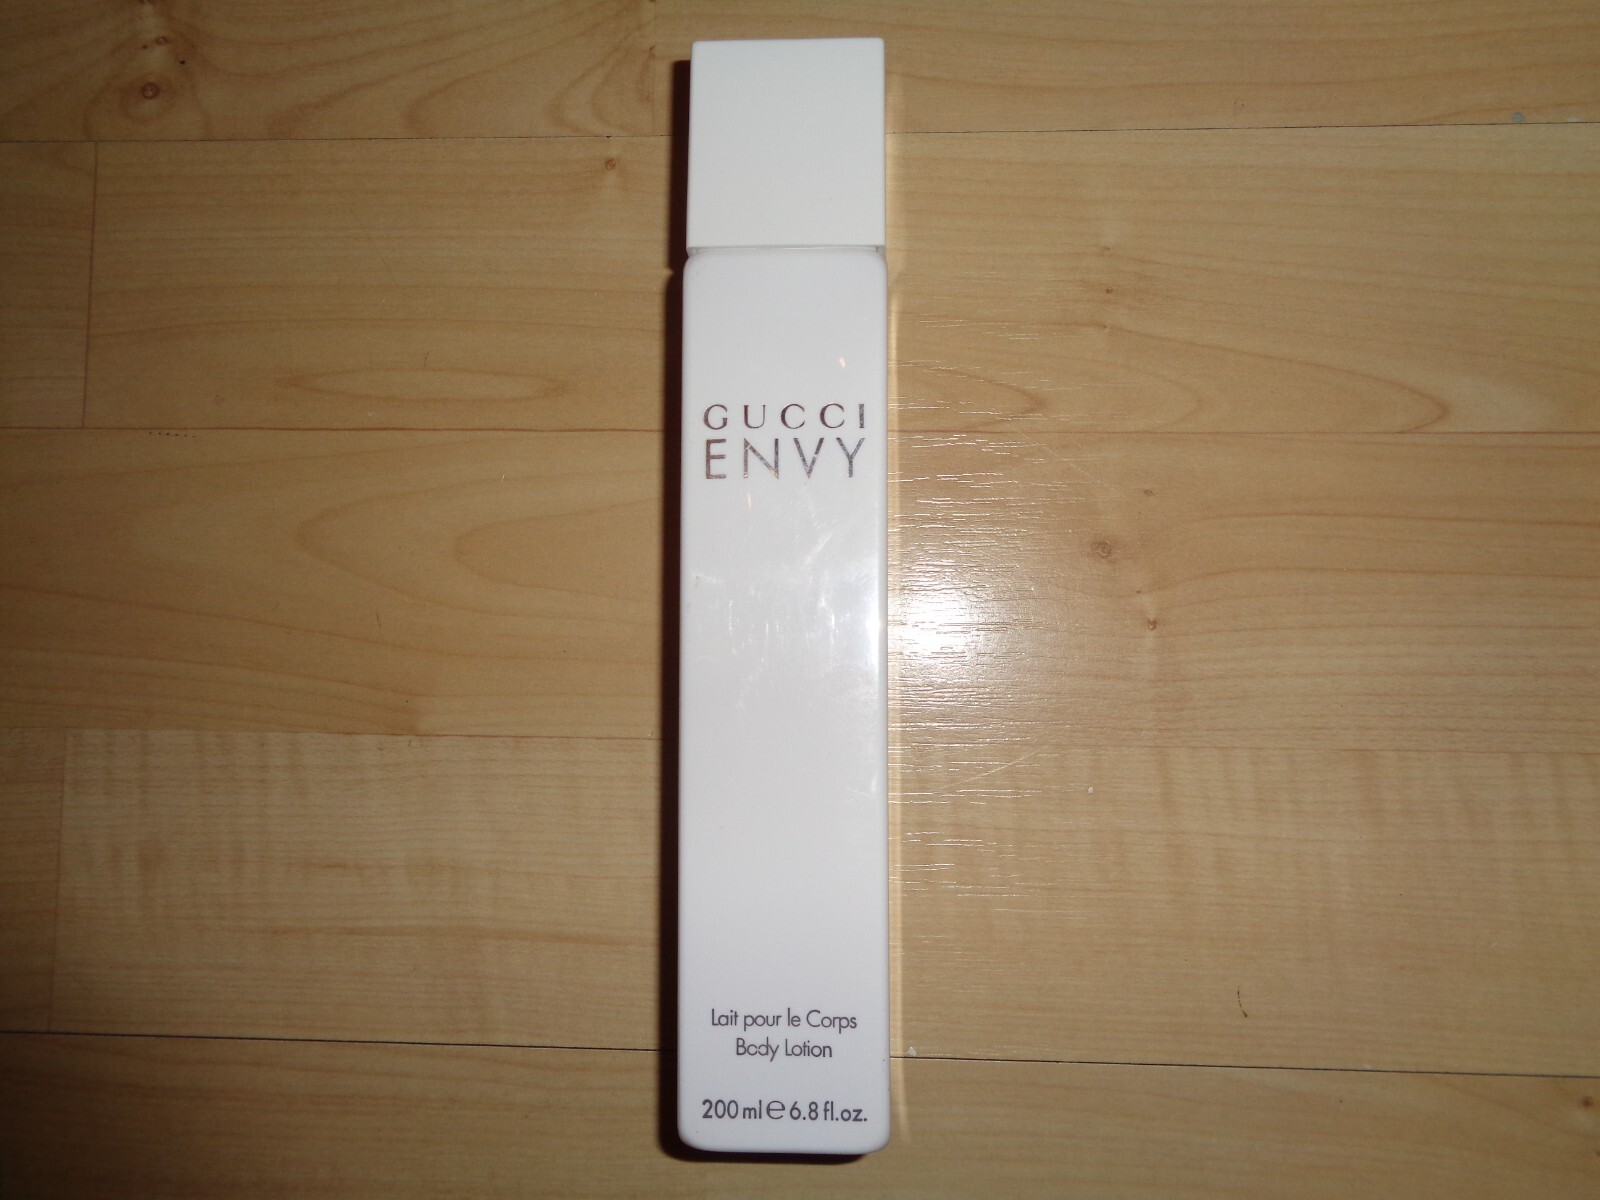 GUCCI
ENVY
Lait pour le Corps
Body Lotion
200 ml ℮ 6.8 fl.oz.